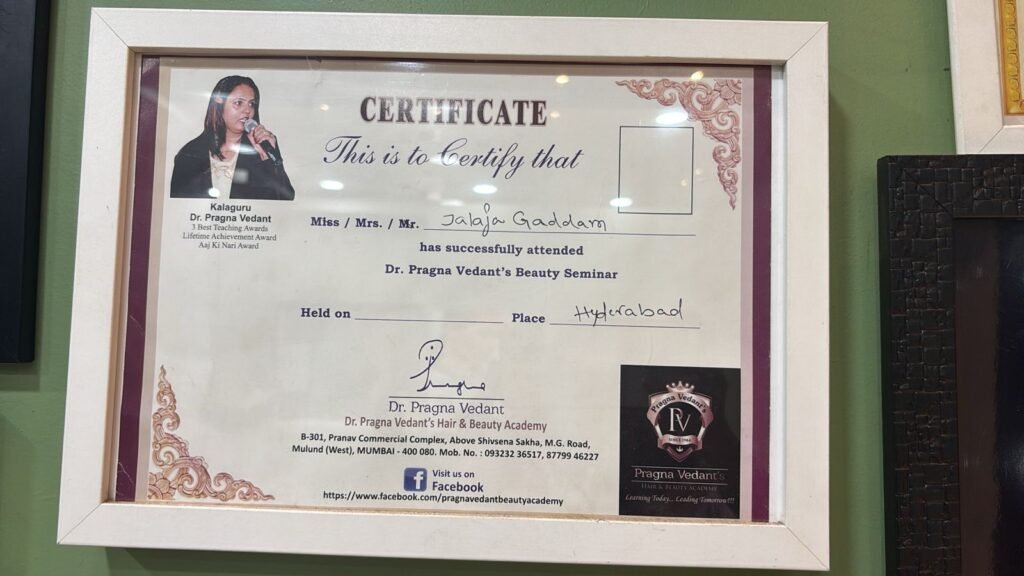 CERTIFICATE
This is to Certify that
Kalaguru
Dr. Pragna Vedant
3 Best Teaching Awards
Lifetime Achievement Award
Aaj Ki Nari Award
Miss / Mrs. / Mr. Jalaja Gaddam
has successfully attended
Dr. Pragna Vedant's Beauty Seminar
Held on
Place Hyderabad
Pragna
Dr. Pragna Vedant
Dr. Pragna Vedant's Hair & Beauty Academy
B-301, Pranav Commercial Complex, Above Shivsena Sakha, M.G. Road,
Mulund (West), MUMBAI - 400 080. Mob. No. : 093232 36517, 87799 46227
f
Visit us on
Facebook
https://www.facebook.com/pragnavedantbeautyacademy
Pragna Vedant's
PV
Pragna Vedant's
HAIR & BEAUTY ACADEMY
Learning Today... Leading Tomorrow!!!